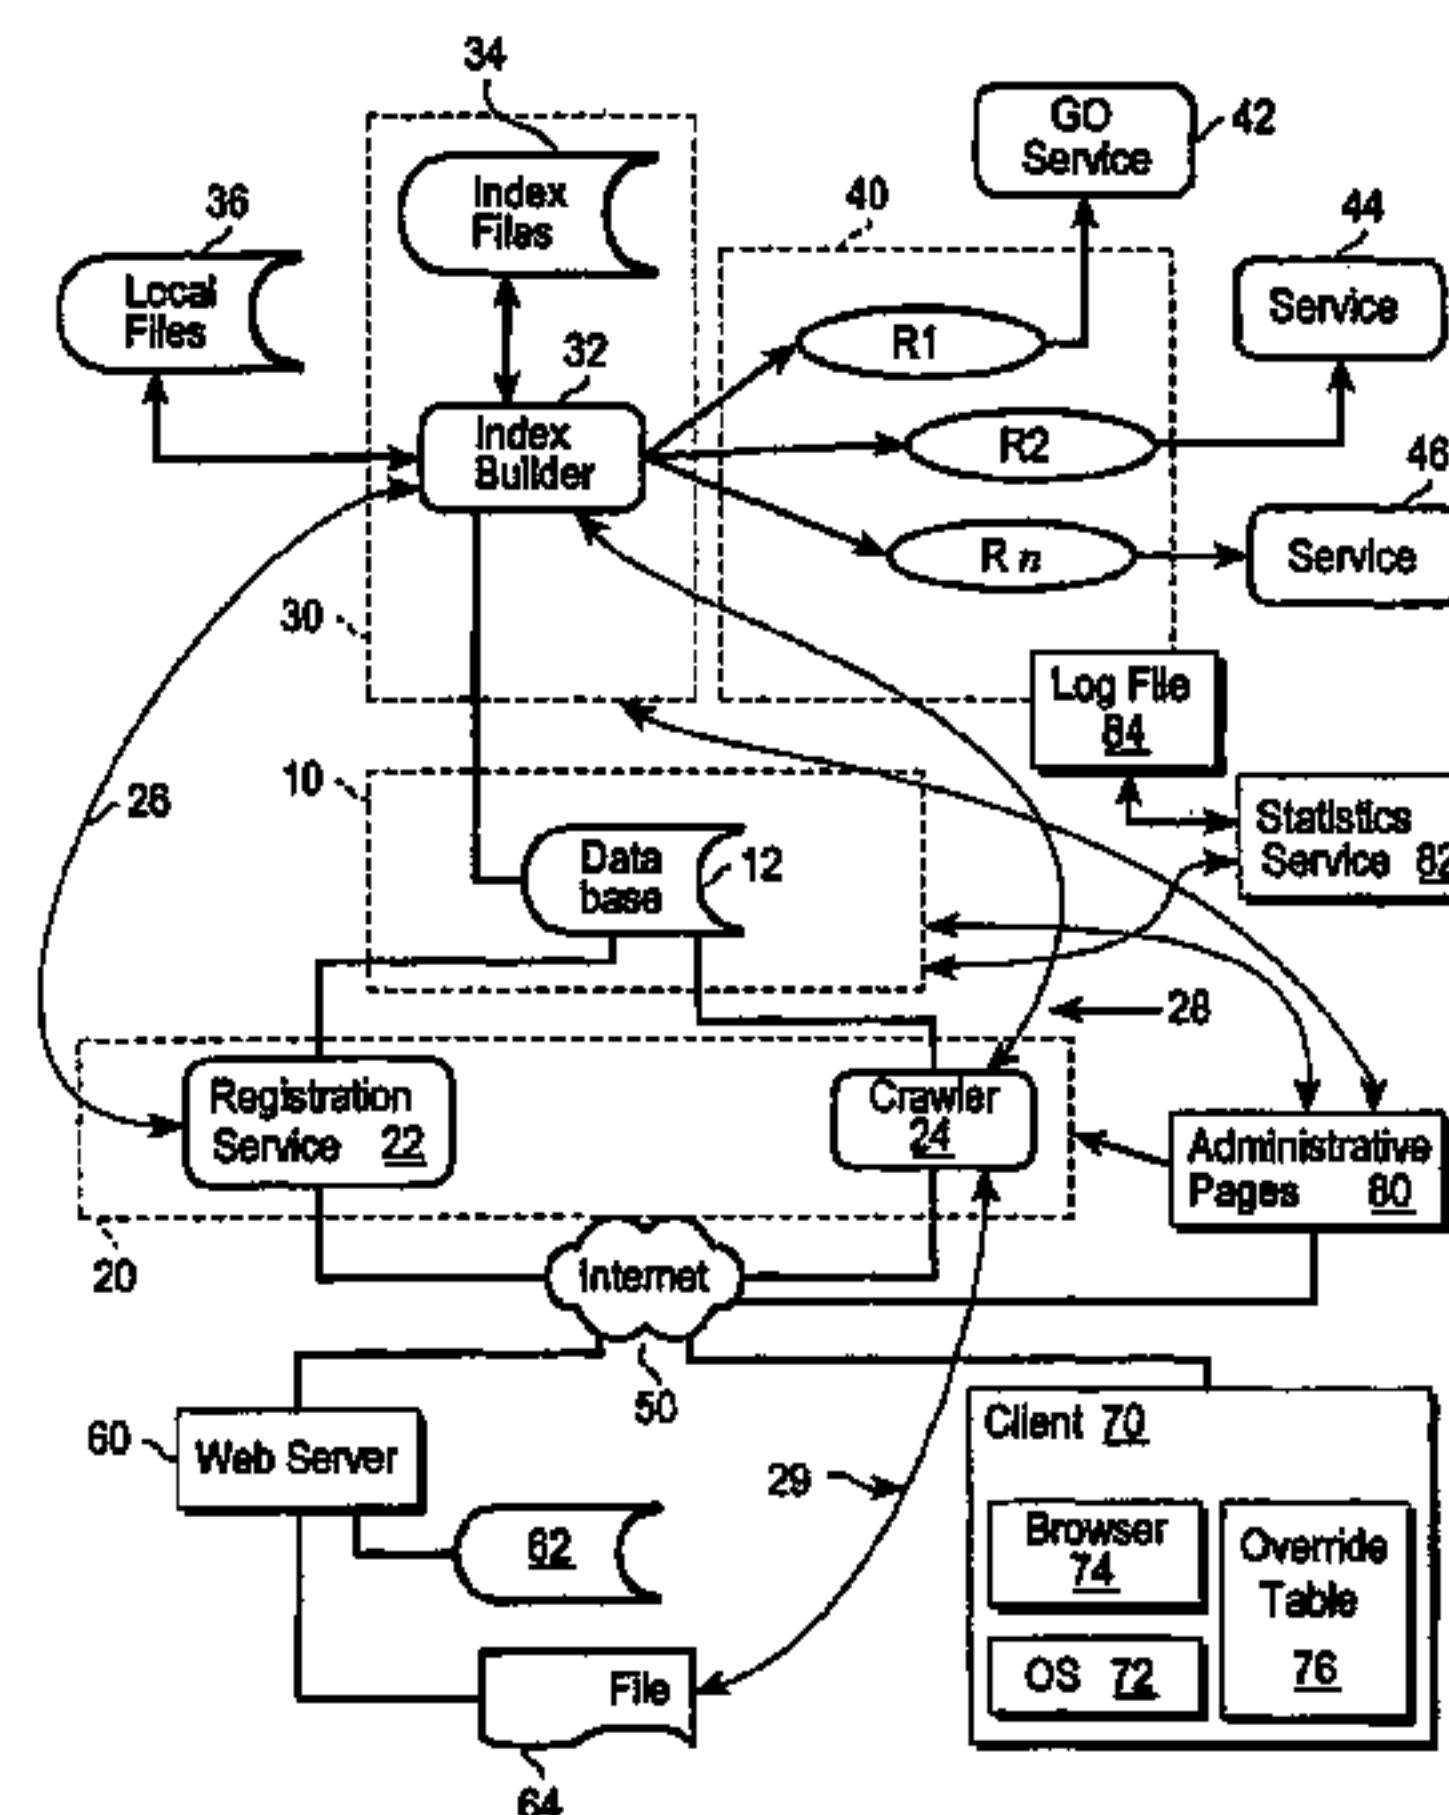 34
GO
Service
42
36
40
44
Index
Files
Local
Files
Service
R1
32
Index
Builder
R2
46
R n
Service
30
Log File
84
10
26
Statistics
Service 82
Data
base
12
28
Registration
Service 22
Crawler
24
Administrative
Pages 80
20
Internet
50
60
Web Server
Client 70
29
62
Browser
74
Override
Table
76
OS 72
File
64